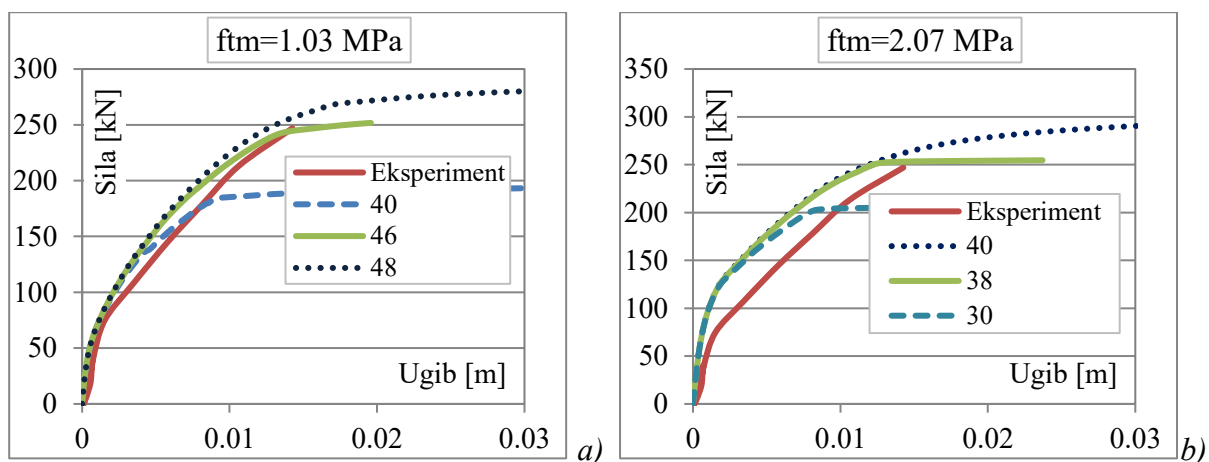 ftm=1.03 MPa
300
250
200
150
100
50
0
Sila [kN]
Eksperiment
40
46
48
Ugib [m]
0 0.01 0.02 0.03
a)
ftm=2.07 MPa
350
300
250
200
150
100
50
0
Sila [kN]
Eksperiment
40
38
30
Ugib [m]
0 0.01 0.02 0.03
b)